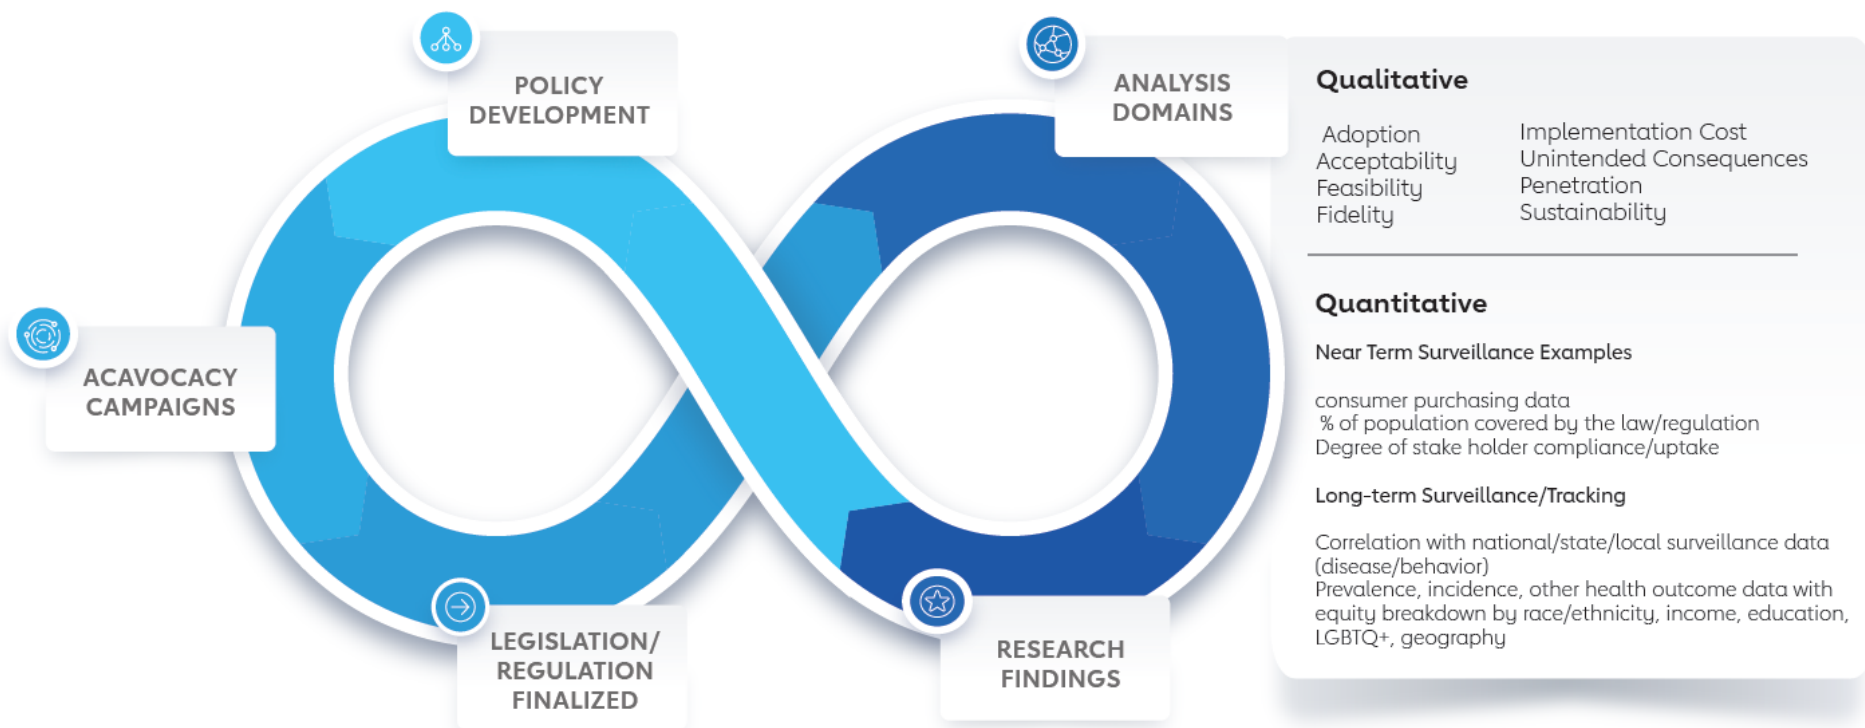 POLICY
DEVELOPMENT
ANALYSIS
DOMAINS
ACAVOCACY
CAMPAIGNS
LEGISLATION/
REGULATION
FINALIZED
RESEARCH
FINDINGS
Qualitative
Adoption
Acceptability
Feasibility
Fidelity
Implementation Cost
Unintended Consequences
Penetration
Sustainability
Quantitative
Near Term Surveillance Examples
consumer purchasing data
% of population covered by the law/regulation
Degree of stake holder compliance/uptake
Long-term Surveillance/Tracking
Correlation with national/state/local surveillance data
(disease/behavior)
Prevalence, incidence, other health outcome data with
equity breakdown by race/ethnicity, income, education,
LGBTQ+, geography